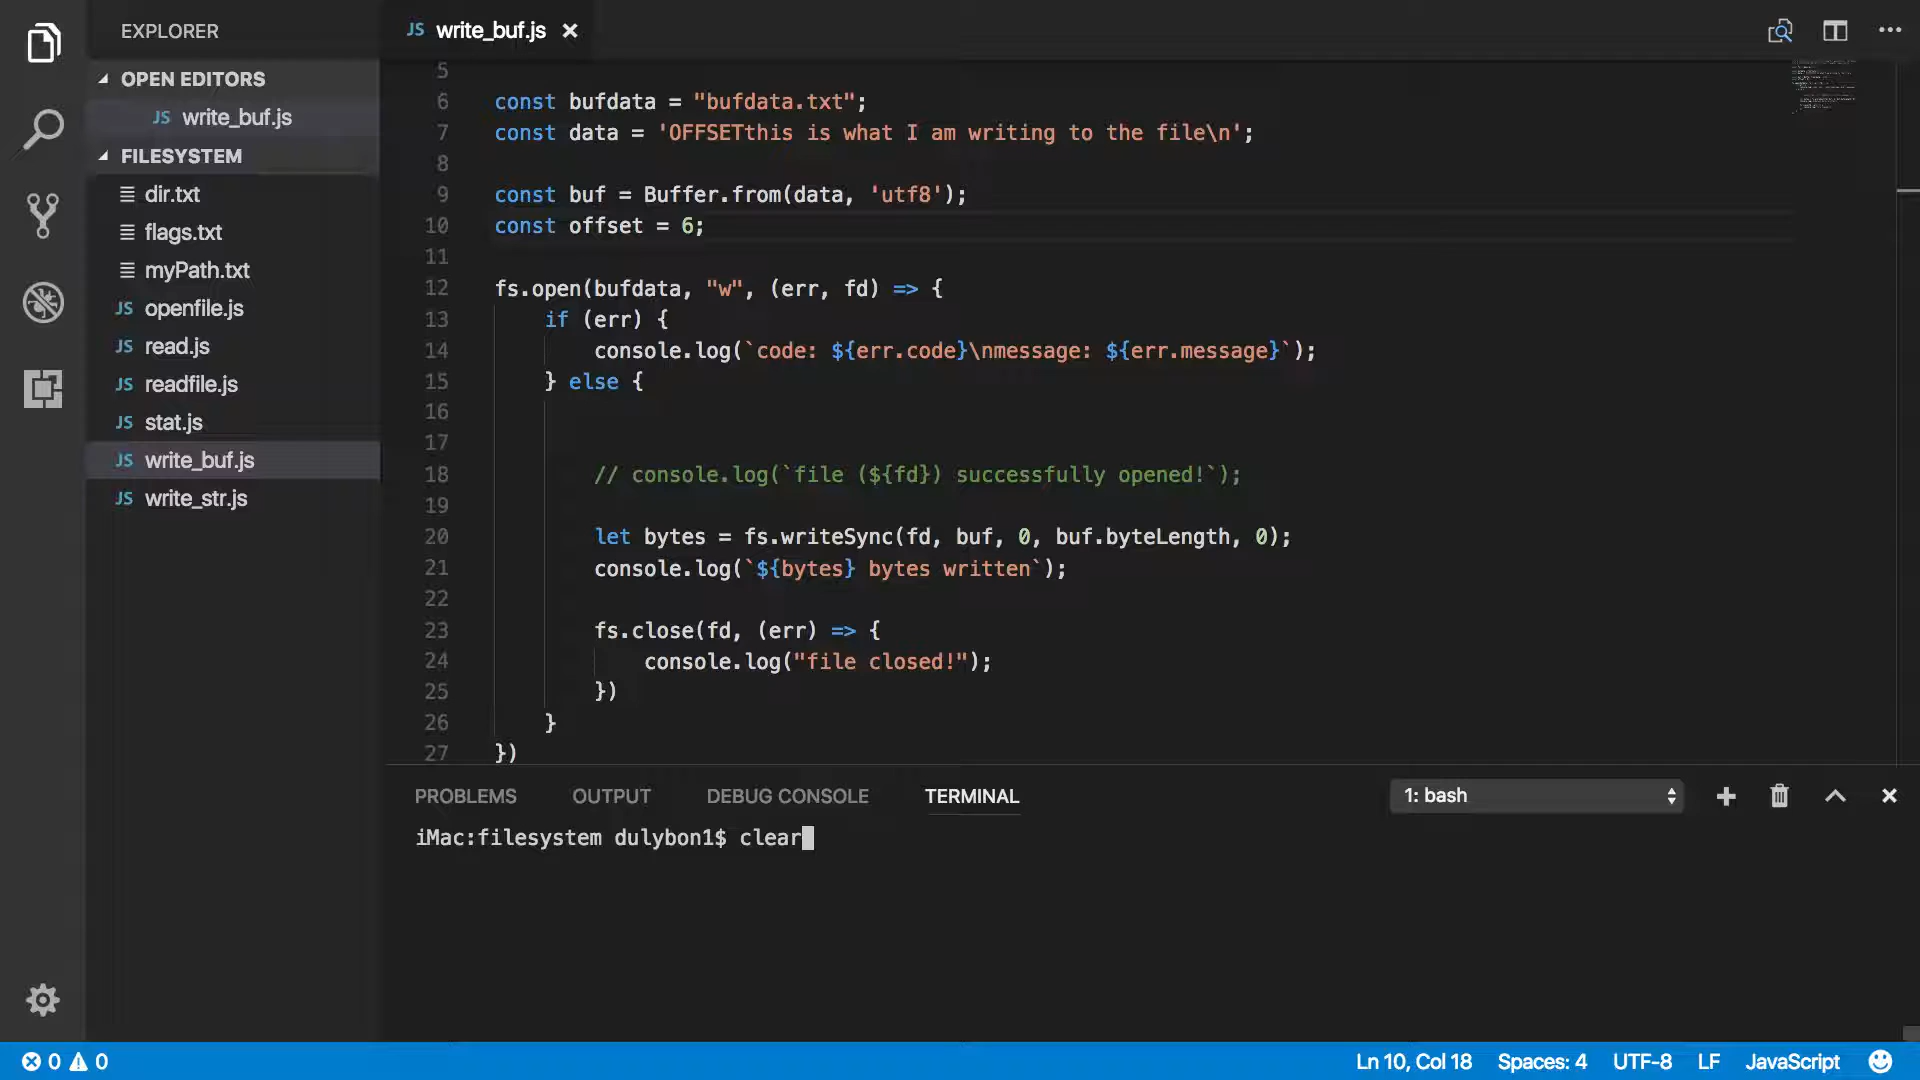 EXPLORER
OPEN EDITORS
JS write_buf.js
FILESYSTEM
dir.txt
flags.txt
myPath.txt
JS openfile.js
JS read.js
JS readfile.js
JS stat.js
JS write_buf.js
JS write_str.js
JS write_buf.js
5
6 const bufdata = "bufdata.txt";
7 const data = 'OFFSETthis is what I am writing to the file\n';
8
9 const buf = Buffer.from(data, 'utf8');
10 const offset = 6;
11
12 fs.open(bufdata, "w", (err, fd) => {
13 if (err) {
14 console.log(`code: ${err.code}\nmessage: ${err.message}`);
15 } else {
16
17
18 // console.log(`file (${fd}) successfully opened!`);
19
20 let bytes = fs.writeSync(fd, buf, 0, buf.byteLength, 0);
21 console.log(`${bytes} bytes written`);
22
23 fs.close(fd, (err) => {
24 console.log("file closed!");
25 })
26 }
27 })
PROBLEMS OUTPUT DEBUG CONSOLE TERMINAL 1: bash
iMac:filesystem dulybon1$ clear
0 0 Ln 10, Col 18 Spaces: 4 UTF-8 LF JavaScript